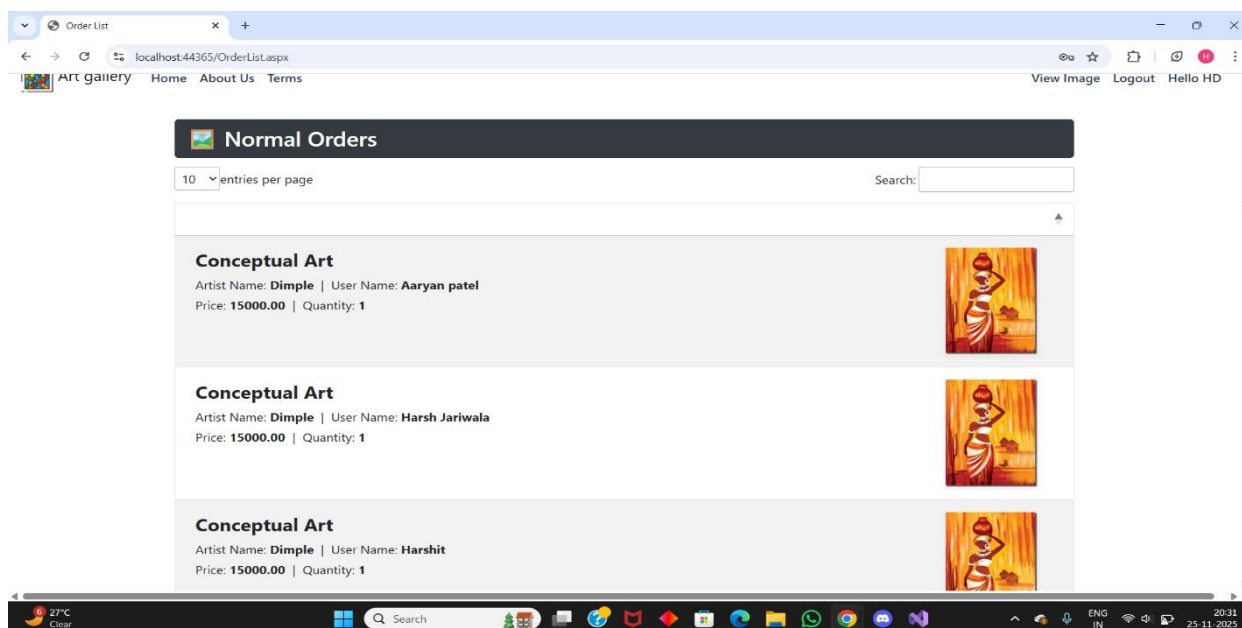 Order List
localhost:44365/OrderList.aspx
H
Art gallery Home About Us Terms View Image Logout Hello HD
Normal Orders
10 entries per page Search:
Conceptual Art
Artist Name: Dimple | User Name: Aaryan patel
Price: 15000.00 | Quantity: 1
Conceptual Art
Artist Name: Dimple | User Name: Harsh Jariwala
Price: 15000.00 | Quantity: 1
Conceptual Art
Artist Name: Dimple | User Name: Harshit
Price: 15000.00 | Quantity: 1
6 27°C
Clear
Search
ENG
IN
20:31
25-11-2025